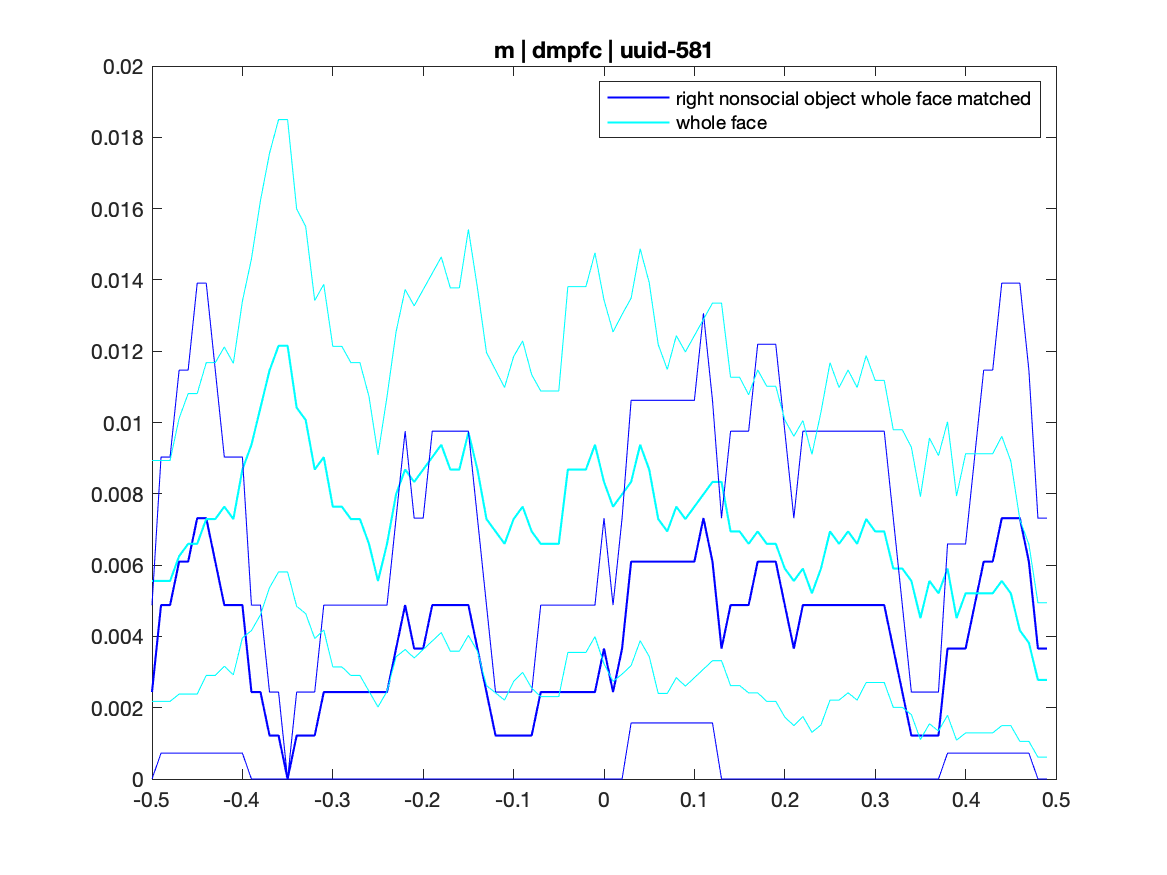 m | dmpfc | uuid-581
right nonsocial object whole face matched
whole face
0.02
0.018
0.016
0.014
0.012
0.01
0.008
0.006
0.004
0.002
0
-0.5 -0.4 -0.3 -0.2 -0.1 0 0.1 0.2 0.3 0.4 0.5